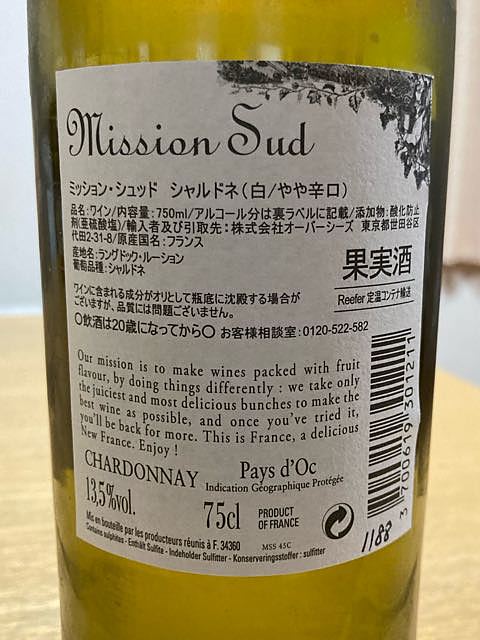 Mission Sud
ミッション・シュッド シャルドネ(白/やや辛口)
品名:ワイン/内容量:750ml/アルコール分は裏ラベルに記載/添加物:酸化防止
剤(亜硫酸塩)/輸入者及び引取先:株式会社オーバーシーズ 東京都世田谷区
代田2-31-8/原産国名:フランス
産地名:ラングドック・ルーション
葡萄品種:シャルドネ
果実酒
Reefer 定温コンテナ輸送
ワインに含まれる成分がオリとして瓶底に沈殿する場合が
ございますが、品質には問題ございません。
〇飲酒は20歳になってから〇 お客様相談室:0120-522-582
Our mission is to make wines packed with fruit
flavour, by doing things differently : we take only
the juiciest and most delicious bunches to make the
best wine as possible, and once you've tried it,
you'll be back for more. This is France, a delicious
New France. Enjoy !
CHARDONNAY
Pays d'Oc
Indication Géographique Protégée
13,5%vol.
75cl
PRODUCT
OF FRANCE
Mis en bouteille par les producteurs réunis à F. 34360
Contains sulphites - Enthält Sulfite - Indeholder Sulfitter - Konserveringsstoffer : sulfitter
MSS 45C
3 700619 301211
1188